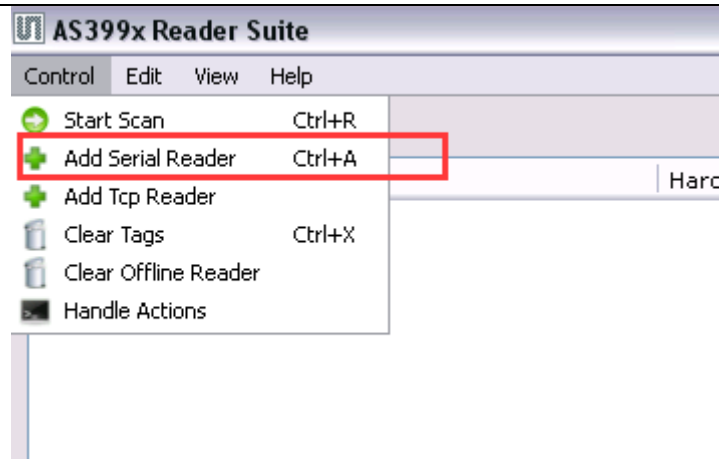 AS399x Reader Suite
Control Edit View Help
Start Scan Ctrl+R
Add Serial Reader Ctrl+A
Add Tcp Reader
Clear Tags Ctrl+X
Clear Offline Reader
Handle Actions